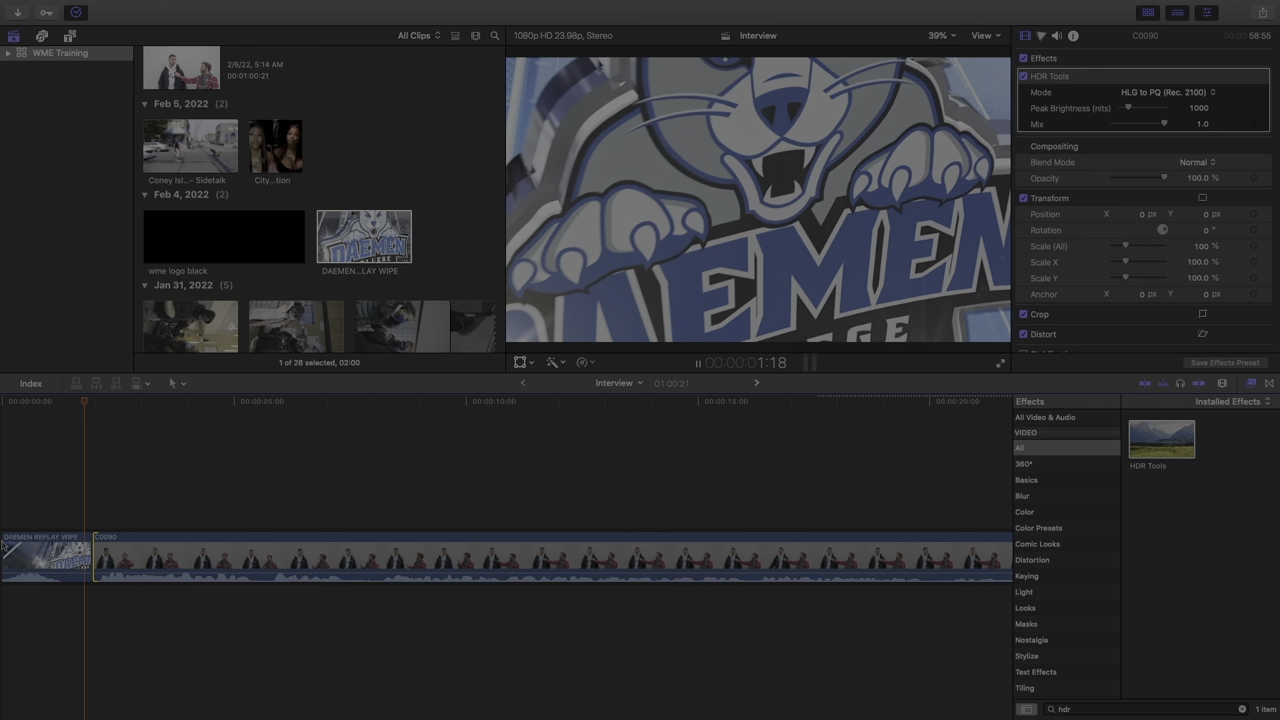 All Clips
1080p HD 23.98p, Stereo
Interview
39%
View
C0090
58:55
WME Training
2/6/22, 5:14 AM
00:01:00:21
Feb 5, 2022 (2)
Coney Isl...- Sidetalk
City...tion
Feb 4, 2022 (2)
DAEMEN
wme logo black
DAEMEN...LAY WIPE
Jan 31, 2022 (5)
1 of 26 selected, 02:00
DAEMEN
00:00:00:01:18
Effects
HDR Tools
Mode HLG to PQ (Rec. 2100)
Peak Brightness (nits) 1000
Mix 1.0
Compositing
Blend Mode Normal
Opacity 100.0 %
Transform
Position X 0 px Y 0 px
Rotation 0 °
Scale (All) 100 %
Scale X 100.0 %
Scale Y 100.0 %
Anchor X 0 px Y 0 px
Crop
Distort
Save Effects Preset
Index
Interview
01:00:21
00:00:00:00
00:00:05:00
00:00:10:00
00:00:15:00
00:00:20:00
DAEMEN REPLAY WIPE
C0090
Effects
Installed Effects
All Video & Audio
VIDEO
All
360°
Basics
Blur
Color
Color Presets
Comic Looks
Distortion
Keying
Light
Looks
Masks
Nostalgia
Stylize
Text Effects
Tiling
HDR Tools
hdr
1 item